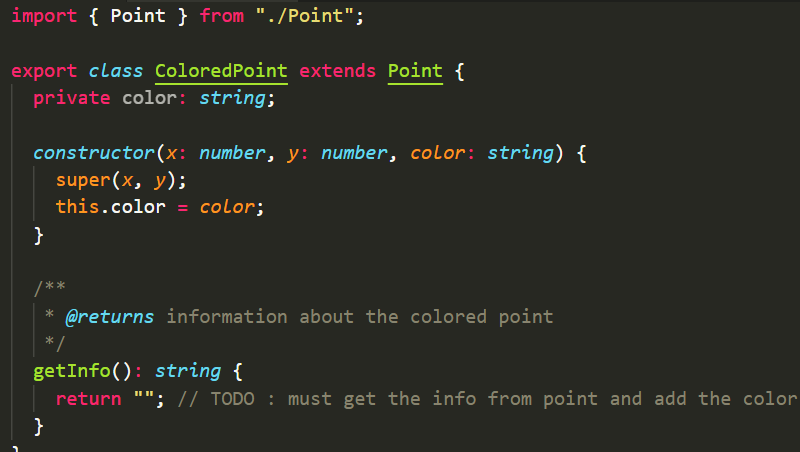 import { Point } from "./Point";
export class ColoredPoint extends Point {
private color: string;
constructor(x: number, y: number, color: string) {
super(x, y);
this.color = color;
}
/**
* @returns information about the colored point
*/
getInfo(): string {
return ""; // TODO : must get the info from point and add the color
}
}